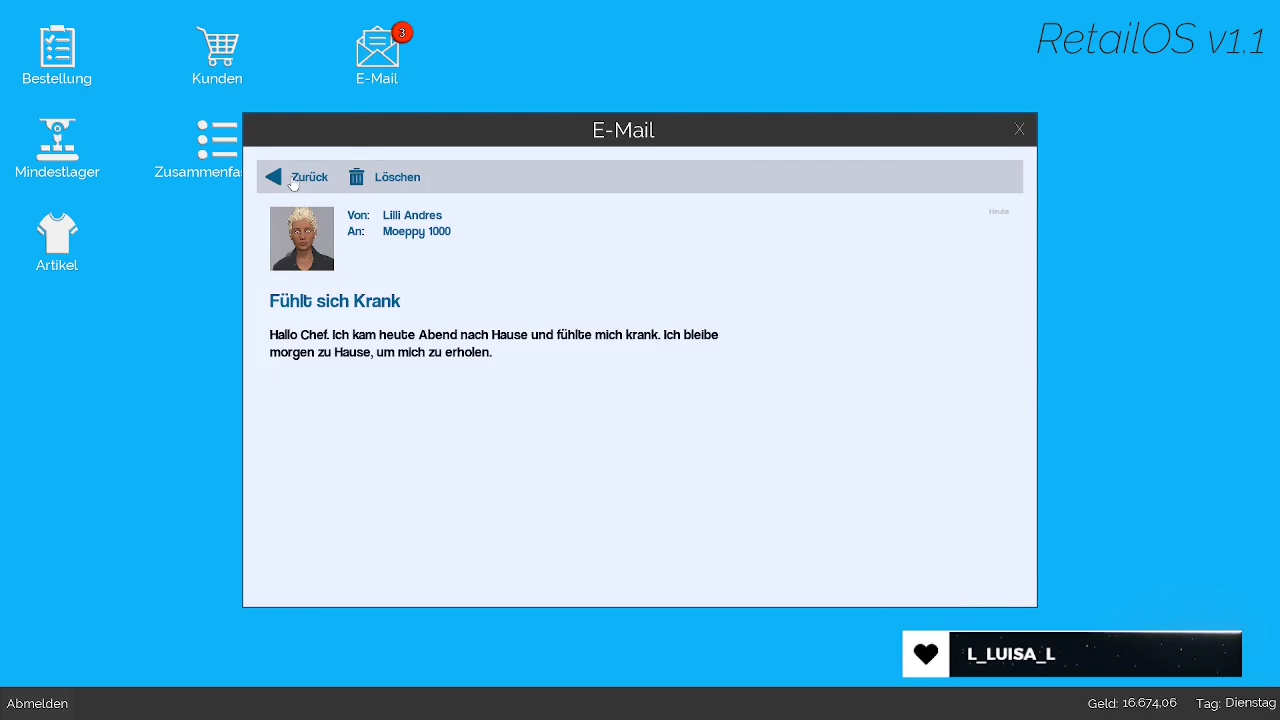 RetailOS v1.1
3
Bestellung
Kunden
E-Mail
Mindestlager
Zusammenfas
Artikel
E-Mail
X
Zurück
Löschen
Von: Lilli Andres
Heute
An: Moeppy 1000
Fühlt sich Krank
Hallo Chef. Ich kam heute Abend nach Hause und fühlte mich krank. Ich bleibe
morgen zu Hause, um mich zu erholen.
L_LUISA_L
Abmelden
Geld: 16.674.06
Tag: Dienstag